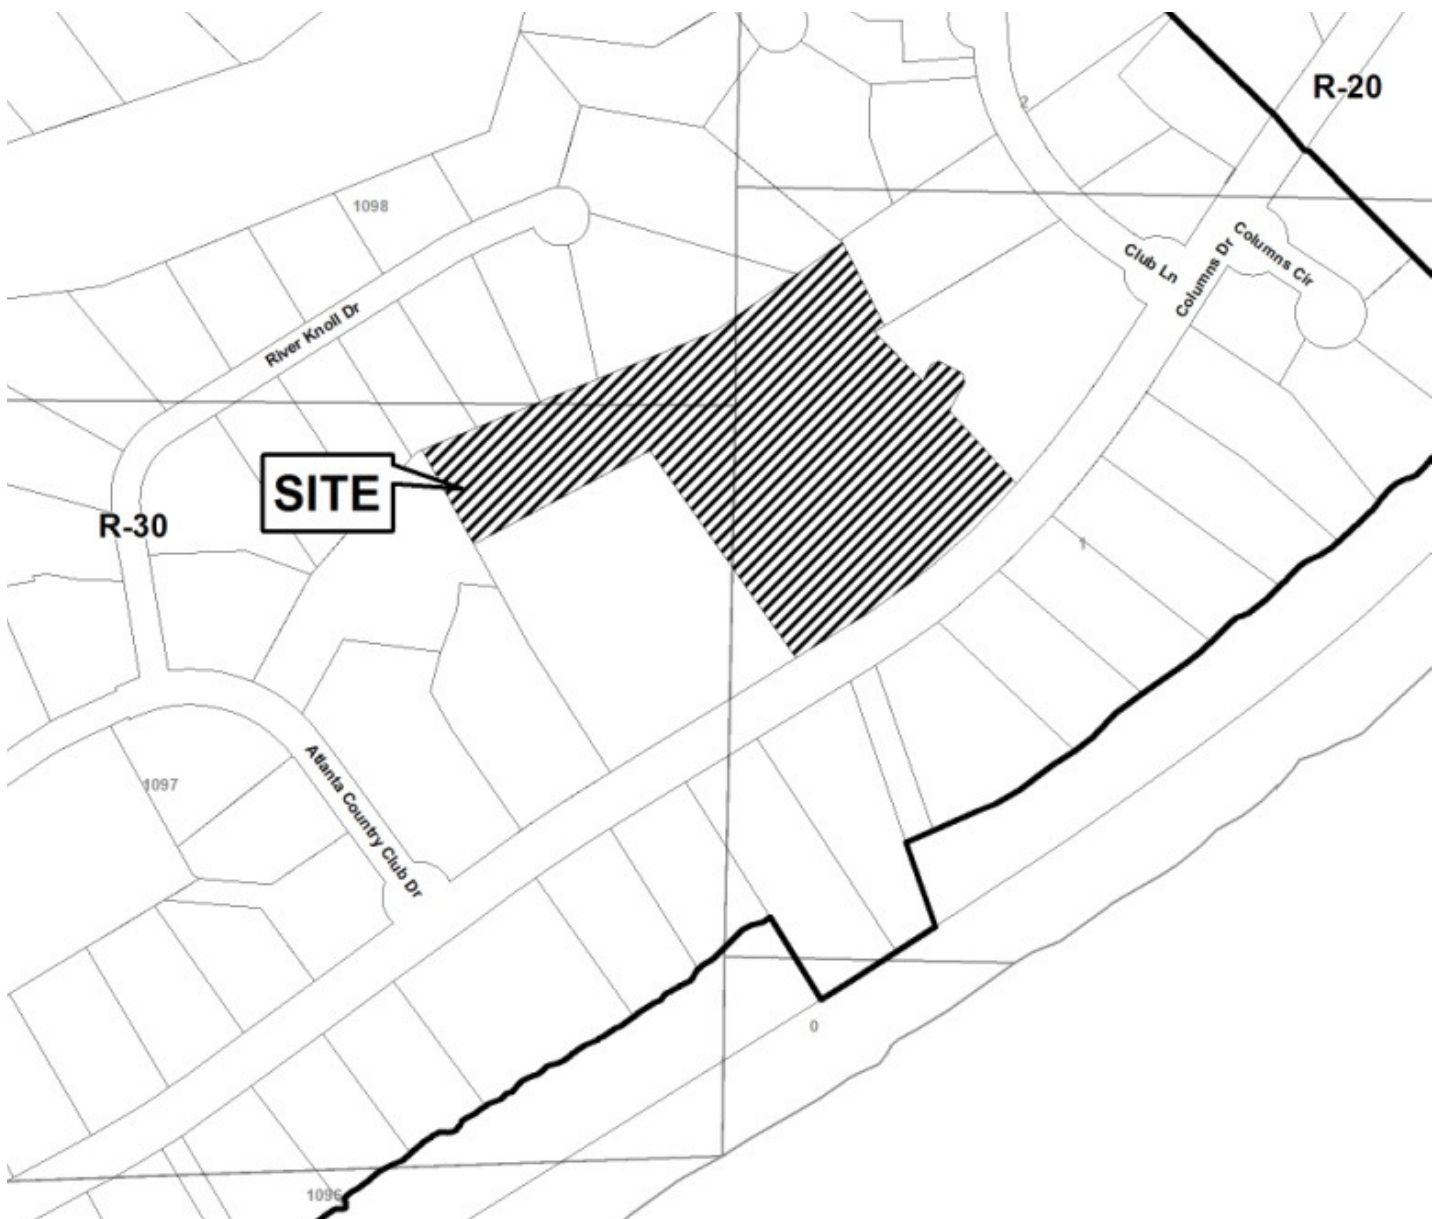 R-20
2
1098
Club Ln
Columns Dr
Columns Cir
River Knoll Dr
SITE
R-30
1
Atlanta Country Club Dr
1097
0
1096